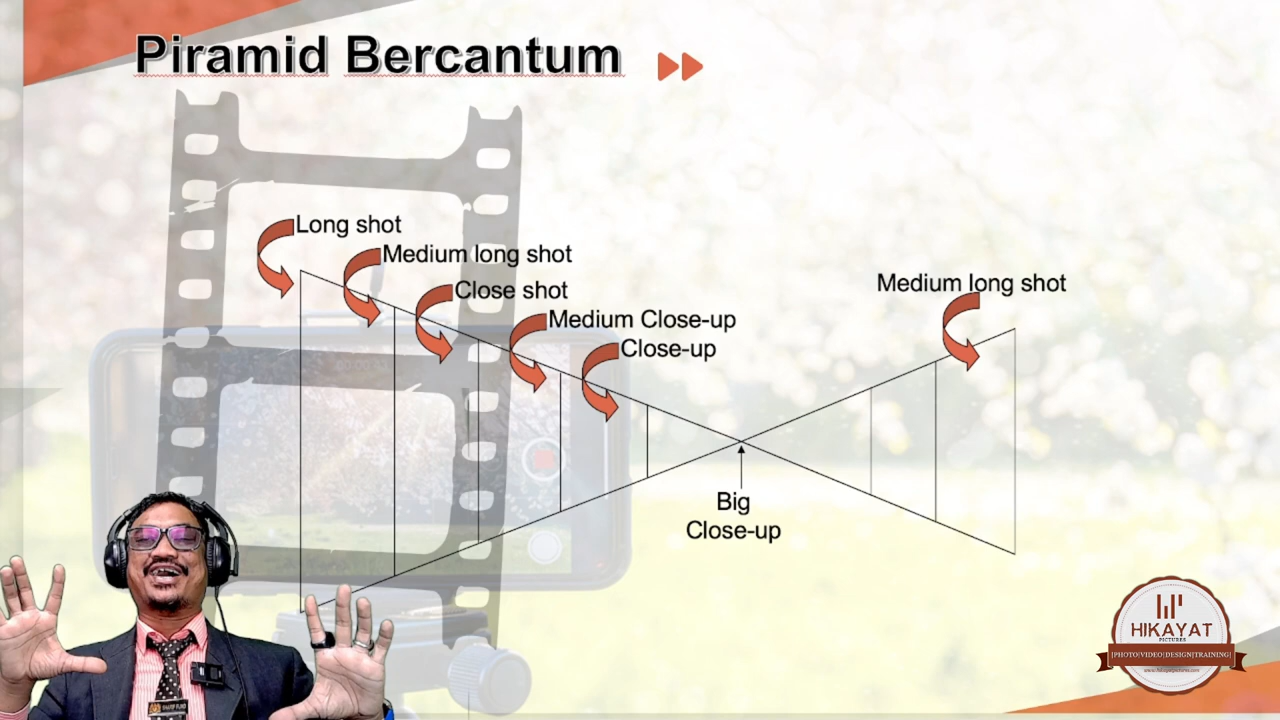 Piramid Bercantum
Long shot
Medium long shot
Close shot
Medium Close-up
Close-up
Medium long shot
Big
Close-up
HIKAYAT
PICTURES
|PHOTO|VIDEO|DESIGN|TRAINING|